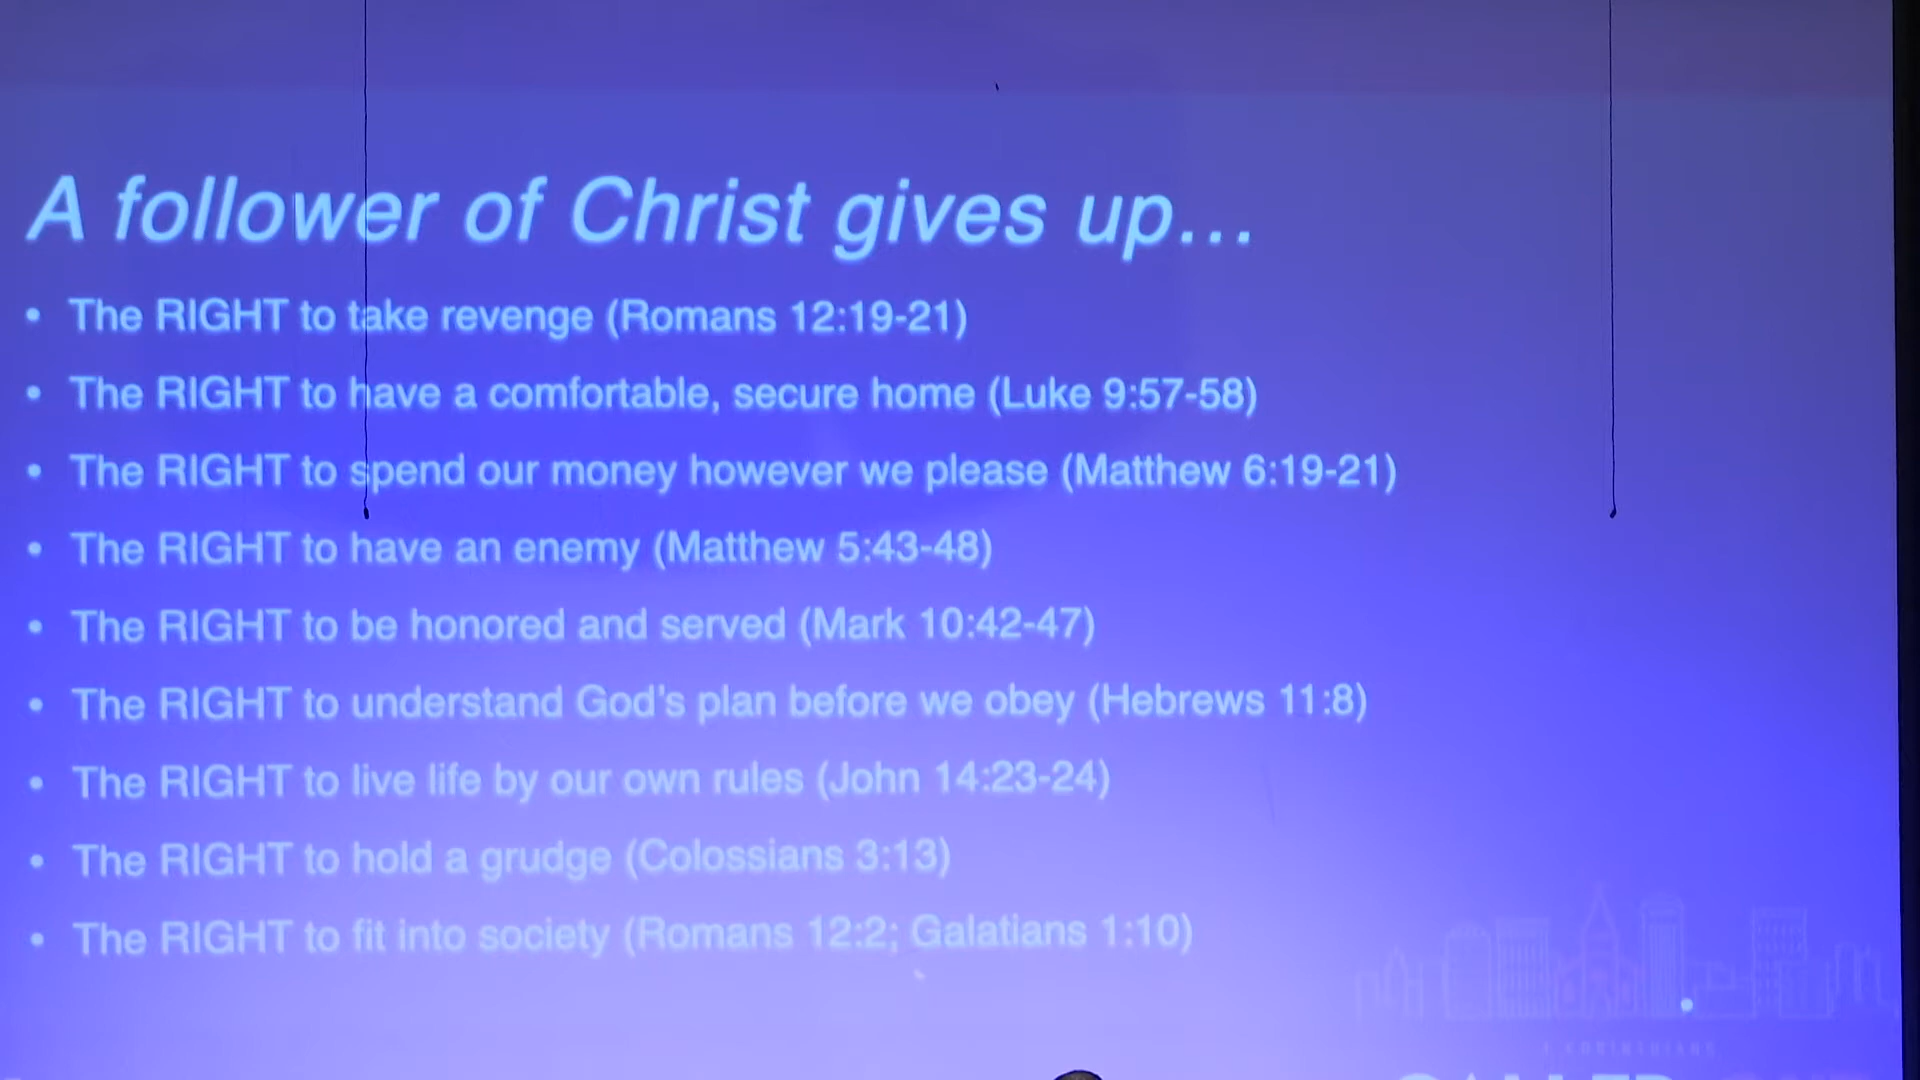 A follower of Christ gives up...
• The RIGHT to take revenge (Romans 12:19-21)
• The RIGHT to have a comfortable, secure home (Luke 9:57-58)
• The RIGHT to spend our money however we please (Matthew 6:19-21)
• The RIGHT to have an enemy (Matthew 5:43-48)
• The RIGHT to be honored and served (Mark 10:42-47)
• The RIGHT to understand God's plan before we obey (Hebrews 11:8)
• The RIGHT to live life by our own rules (John 14:23-24)
• The RIGHT to hold a grudge (Colossians 3:13)
• The RIGHT to fit into society (Romans 12:2; Galatians 1:10)
1 CORINTHIANS
CALLED